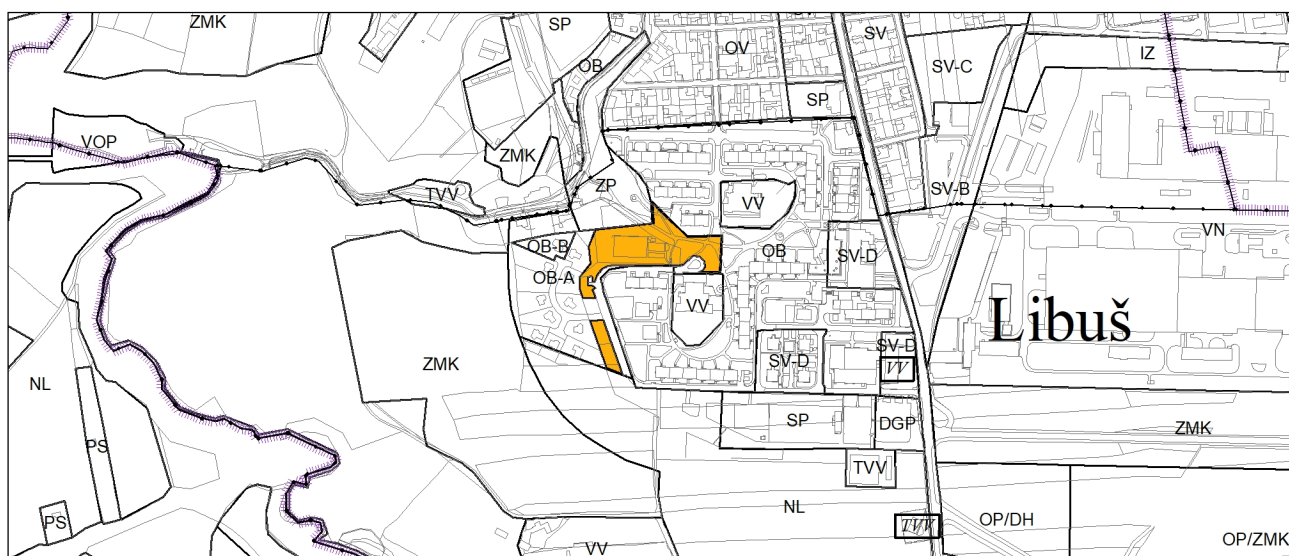 ZMK
SP
OV
SV
OB
SV-C
IZ
SP
VOP
ZMK
TVV
ZP
VV
SV-B
VN
OB-B
OB
SV-D
OB-A
VV
Libuš
SV-D
ZMK
SV-D
VV
NL
SP
DGP
ZMK
PS
TVV
NL
PS
TVV
OP/DH
VV
OP/ZMK